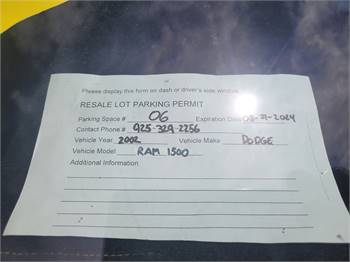 Please display this form on dash or driver's side window.
RESALE LOT PARKING PERMIT
Parking Space # 06 Expiration Date 08-31-2024
Contact Phone # 925-329-2256
Vehicle Year 2002 Vehicle Make DODGE
Vehicle Model RAM 1500
Additional Information